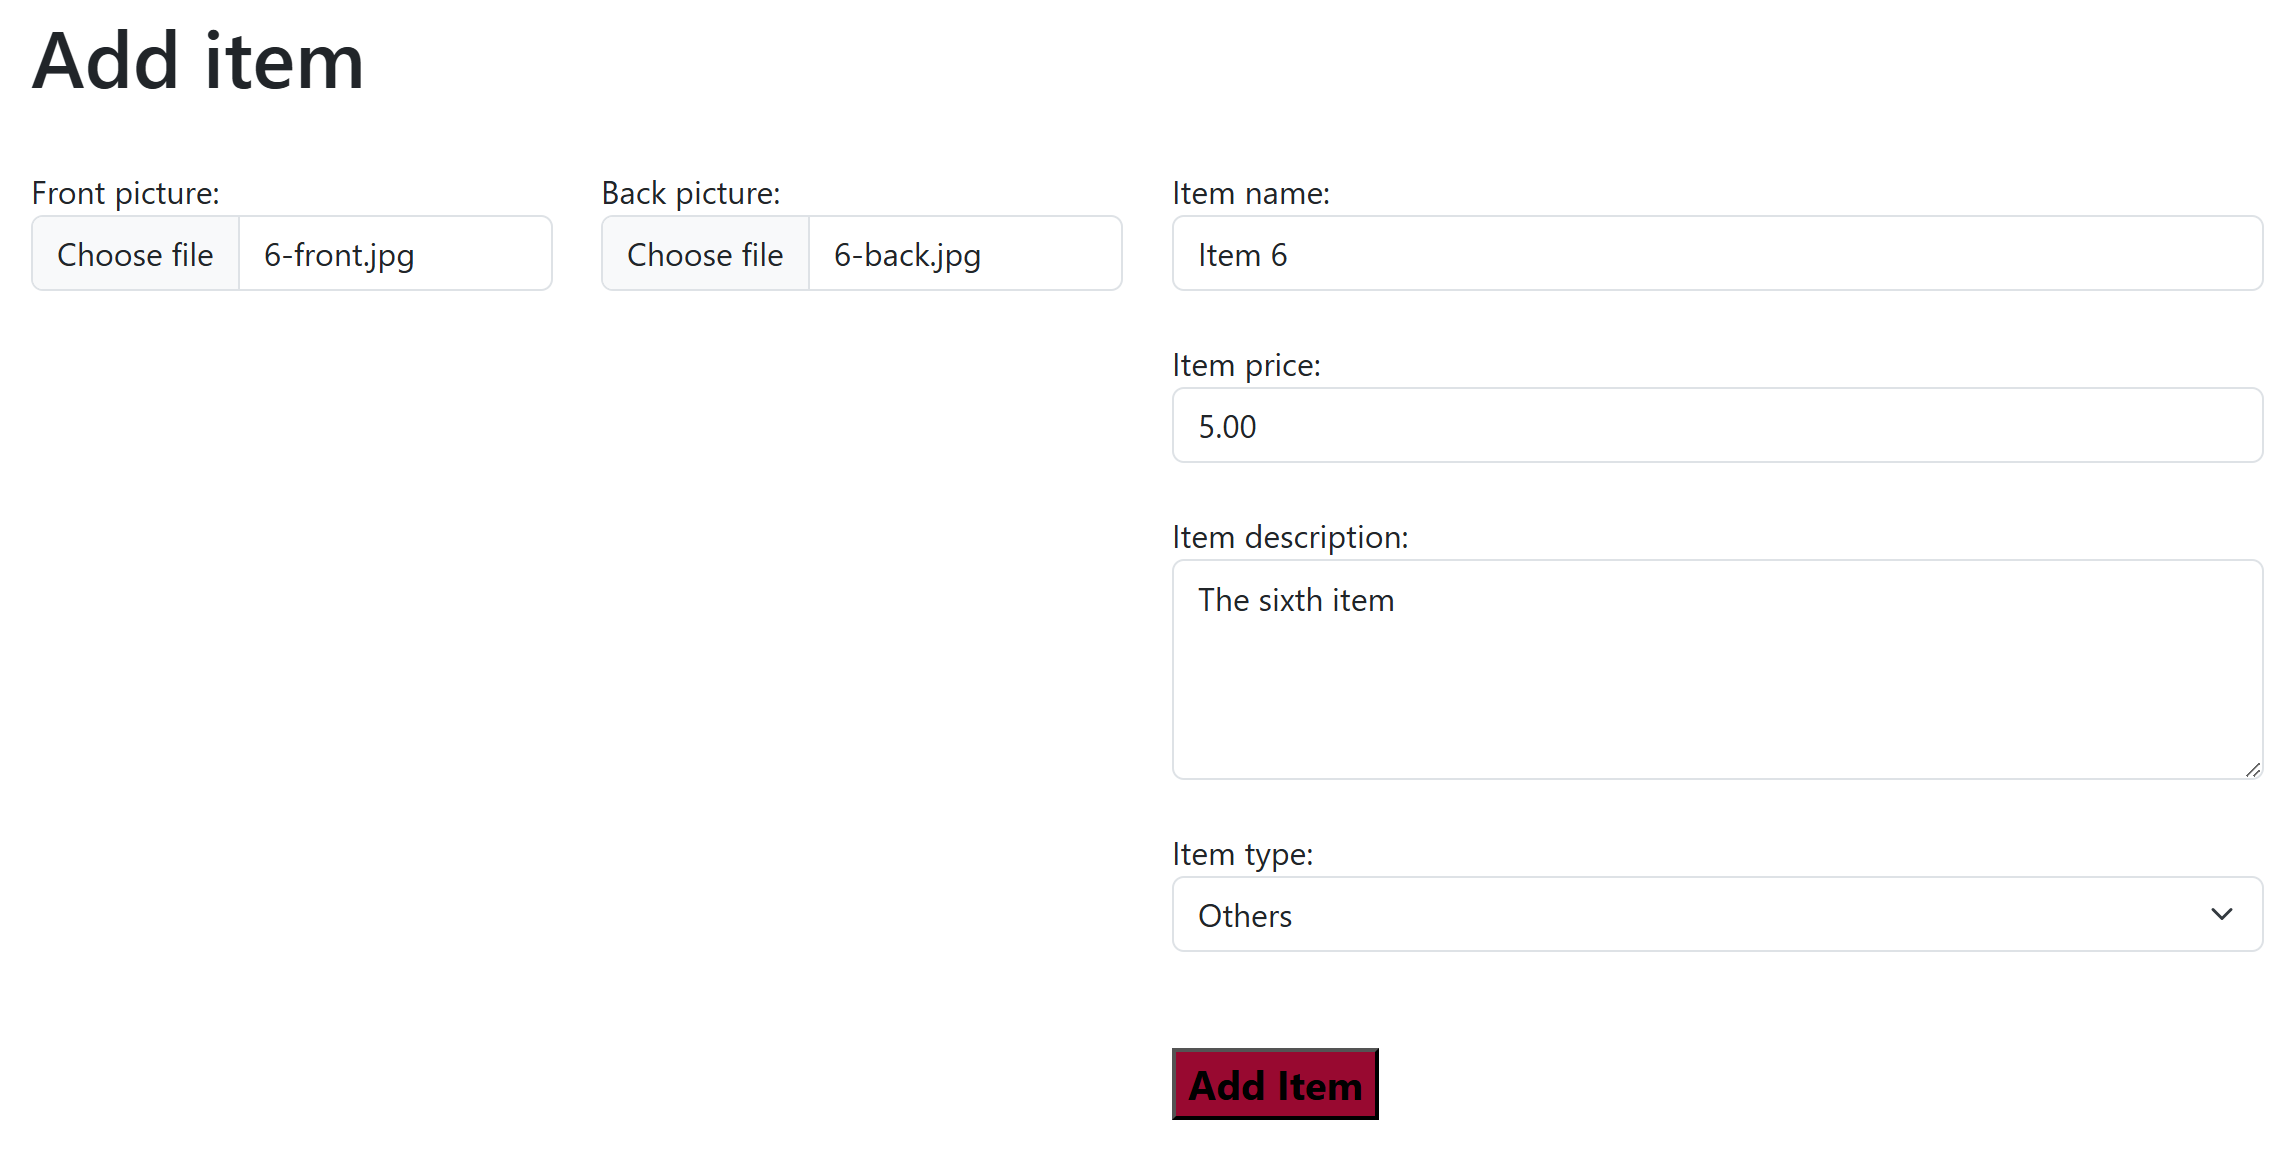 Add item
Front picture:
Choose file 6-front.jpg
Back picture:
Choose file 6-back.jpg
Item name:
Item 6
Item price:
5.00
Item description:
The sixth item
Item type:
Others
Add Item